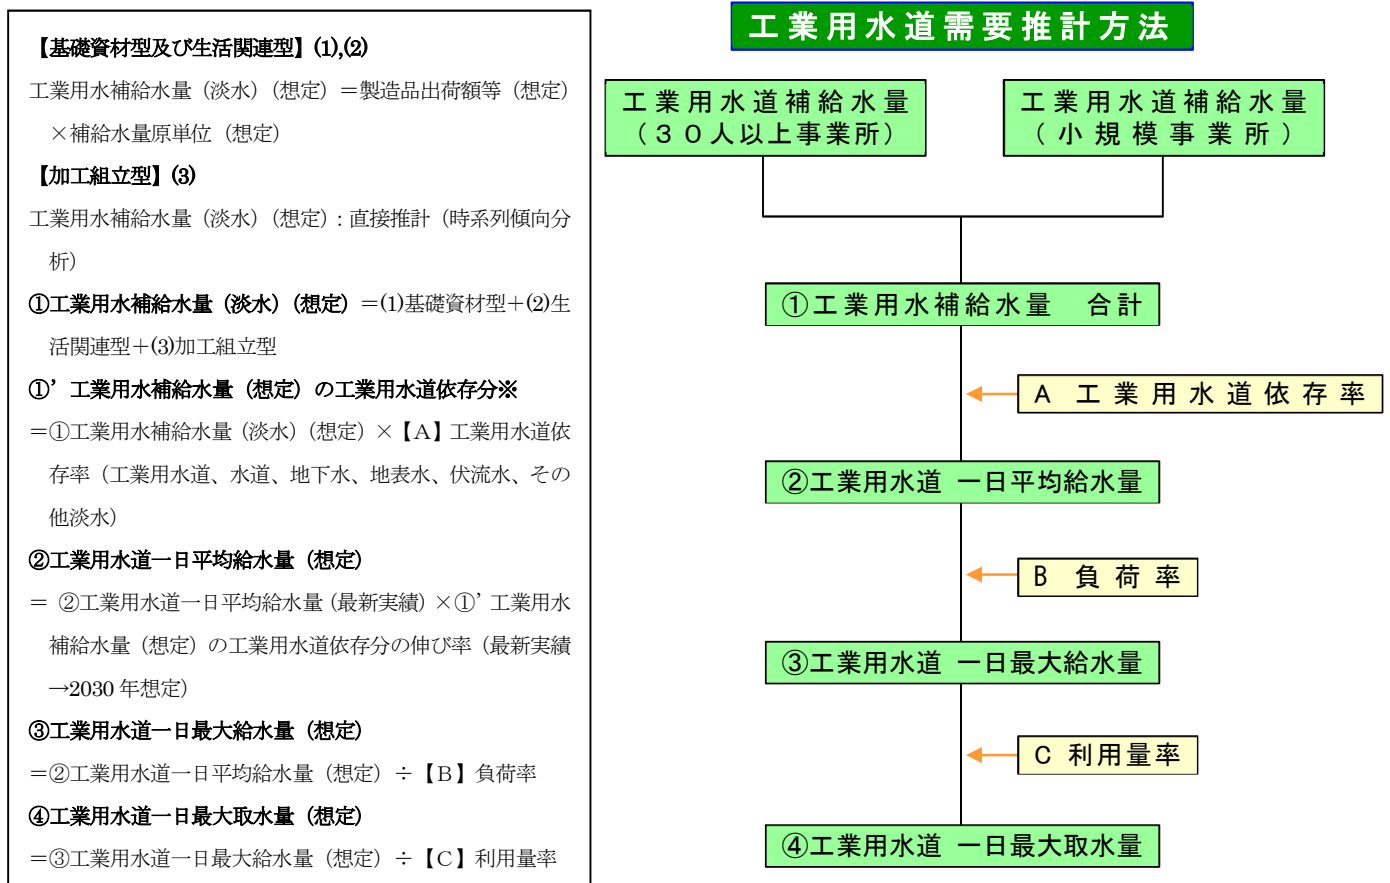 【基礎資材型及び生活関連型】(1),(2)
工業用水補給水量（淡水）（想定）＝製造品出荷額等（想定）
×補給水量原単位（想定）
【加工組立型】(3)
工業用水補給水量（淡水）（想定）: 直接推計（時系列傾向分
析）
①工業用水補給水量（淡水）（想定）＝(1)基礎資材型＋(2)生
活関連型＋(3)加工組立型
①’工業用水補給水量（想定）の工業用水道依存分※
＝①工業用水補給水量（淡水）（想定）×【A】工業用水道依
存率（工業用水道、水道、地下水、地表水、伏流水、その
他淡水）
②工業用水道一日平均給水量（想定）
＝ ②工業用水道一日平均給水量（最新実績）×①’工業用水
補給水量（想定）の工業用水道依存分の伸び率（最新実績
→2030 年想定）
③工業用水道一日最大給水量（想定）
＝②工業用水道一日平均給水量（想定）÷【B】負荷率
④工業用水道一日最大取水量（想定）
＝③工業用水道一日最大給水量（想定）÷【C】利用量率
工業用水道需要推計方法
工業用水道補給水量
（３０人以上事業所）
工業用水道補給水量
（小規模事業所）
①工業用水補給水量　合計
A 工業用水道依存率
②工業用水道 一日平均給水量
B 負荷率
③工業用水道 一日最大給水量
C 利用量率
④工業用水道 一日最大取水量